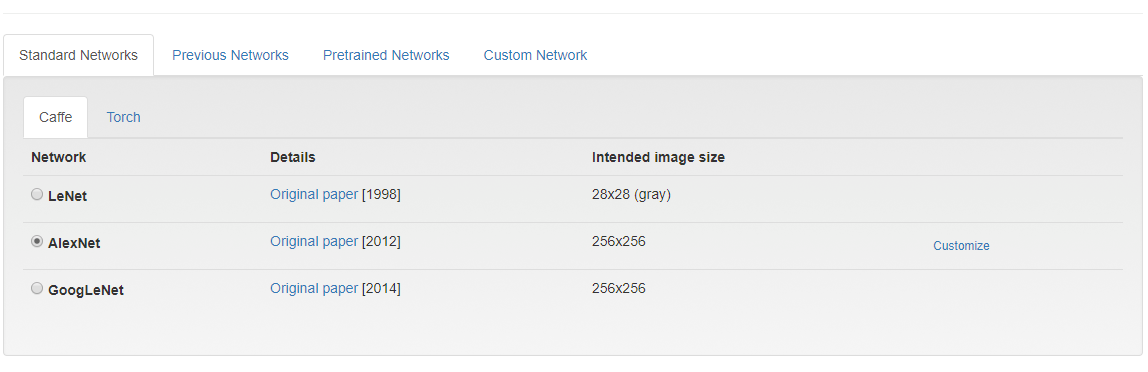 Standard Networks Previous Networks Pretrained Networks Custom Network
Caffe Torch
Network Details Intended image size
LeNet Original paper [1998] 28x28 (gray)
AlexNet Original paper [2012] 256x256 Customize
GoogLeNet Original paper [2014] 256x256